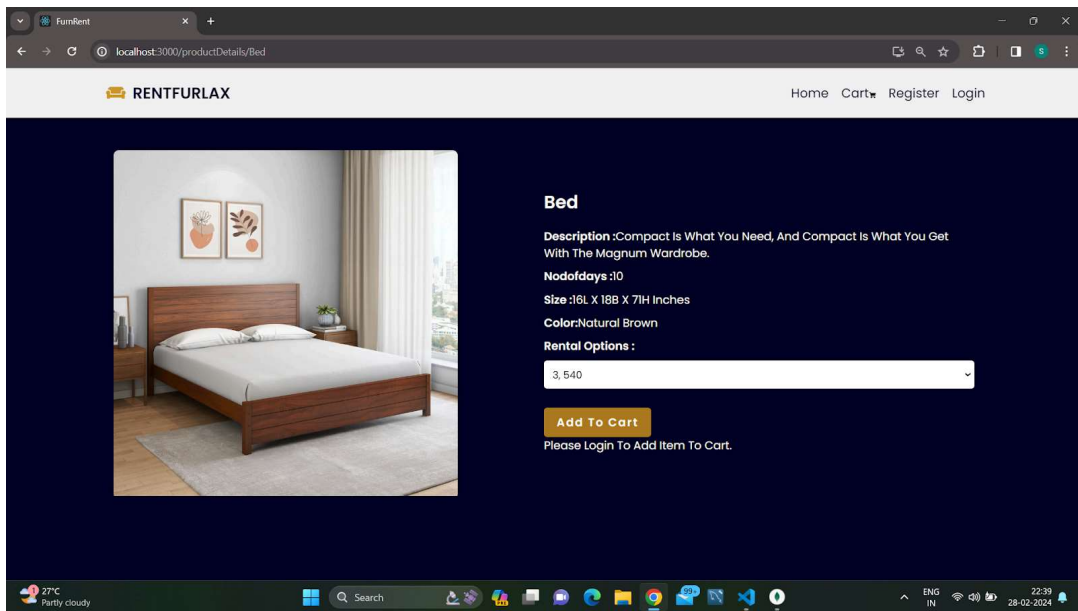 FurnRent
localhost:3000/productDetails/Bed
S
RENTFURLAX
Home Cart Register Login
Bed
Description :Compact Is What You Need, And Compact Is What You Get
With The Magnum Wardrobe.
Nodofdays :10
Size :16L X 18B X 71H Inches
Color:Natural Brown
Rental Options :
3, 540
Add To Cart
Please Login To Add Item To Cart.
1
27°C
Partly cloudy
Search
99+
ENG
IN
22:39
28-02-2024